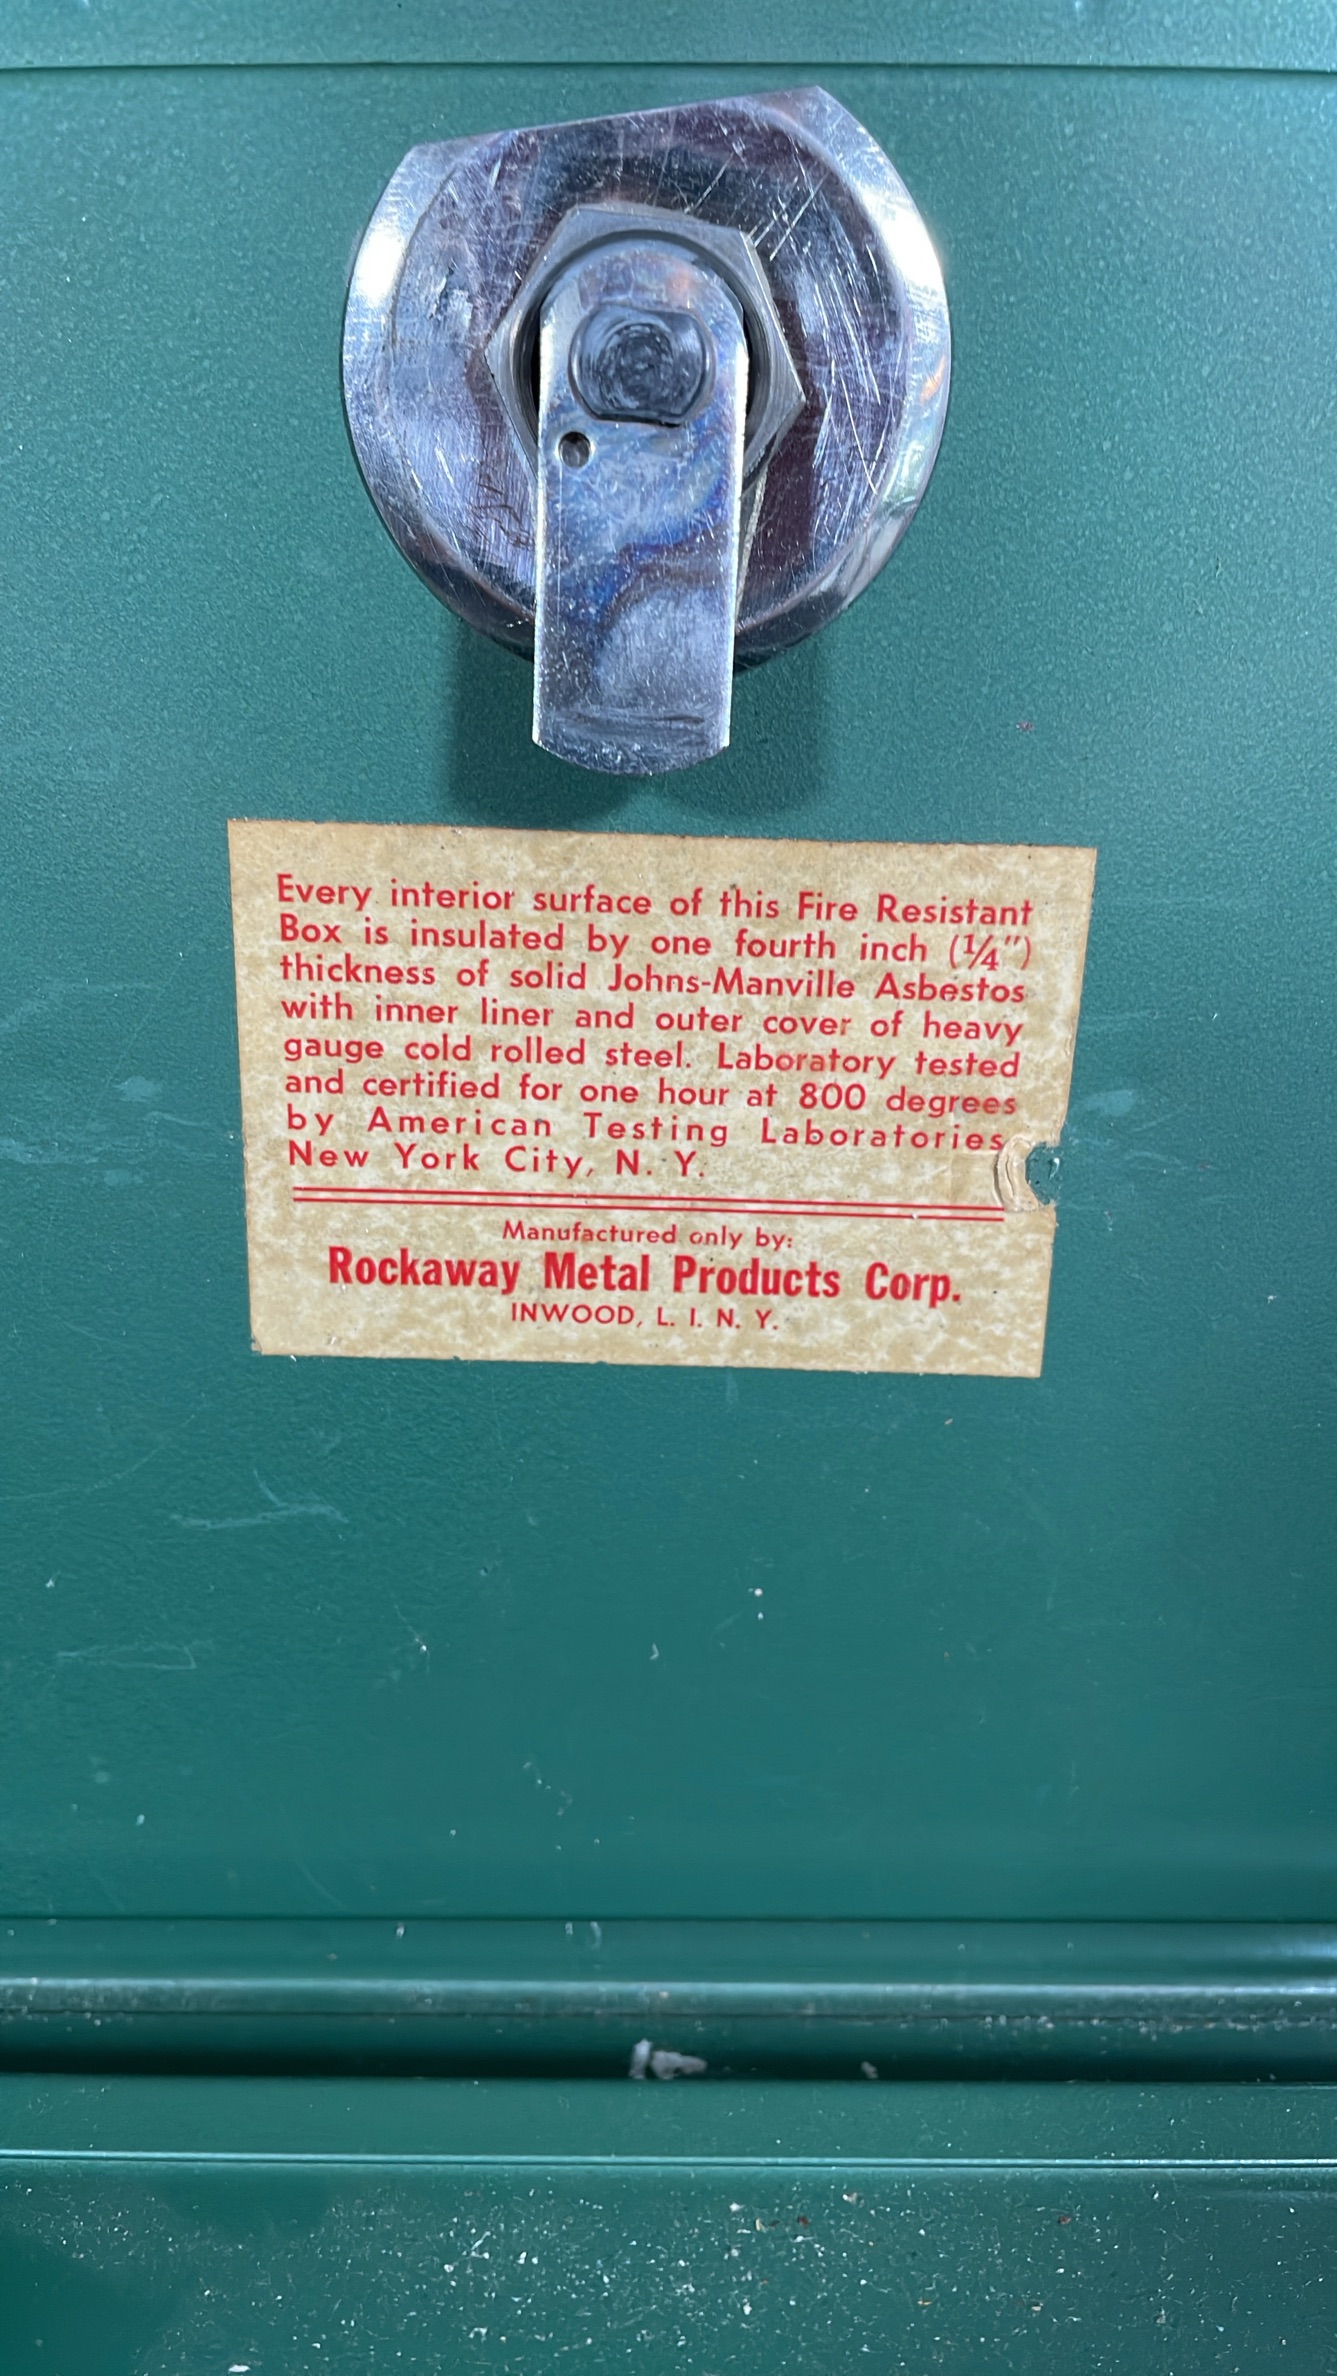 Every interior surface of this Fire Resistant
Box is insulated by one fourth inch (¼")
thickness of solid Johns-Manville Asbestos
with inner liner and outer cover of heavy
gauge cold rolled steel. Laboratory tested
and certified for one hour at 800 degrees
by American Testing Laboratories
New York City, N. Y.
Manufactured only by:
Rockaway Metal Products Corp.
INWOOD, L. I. N. Y.